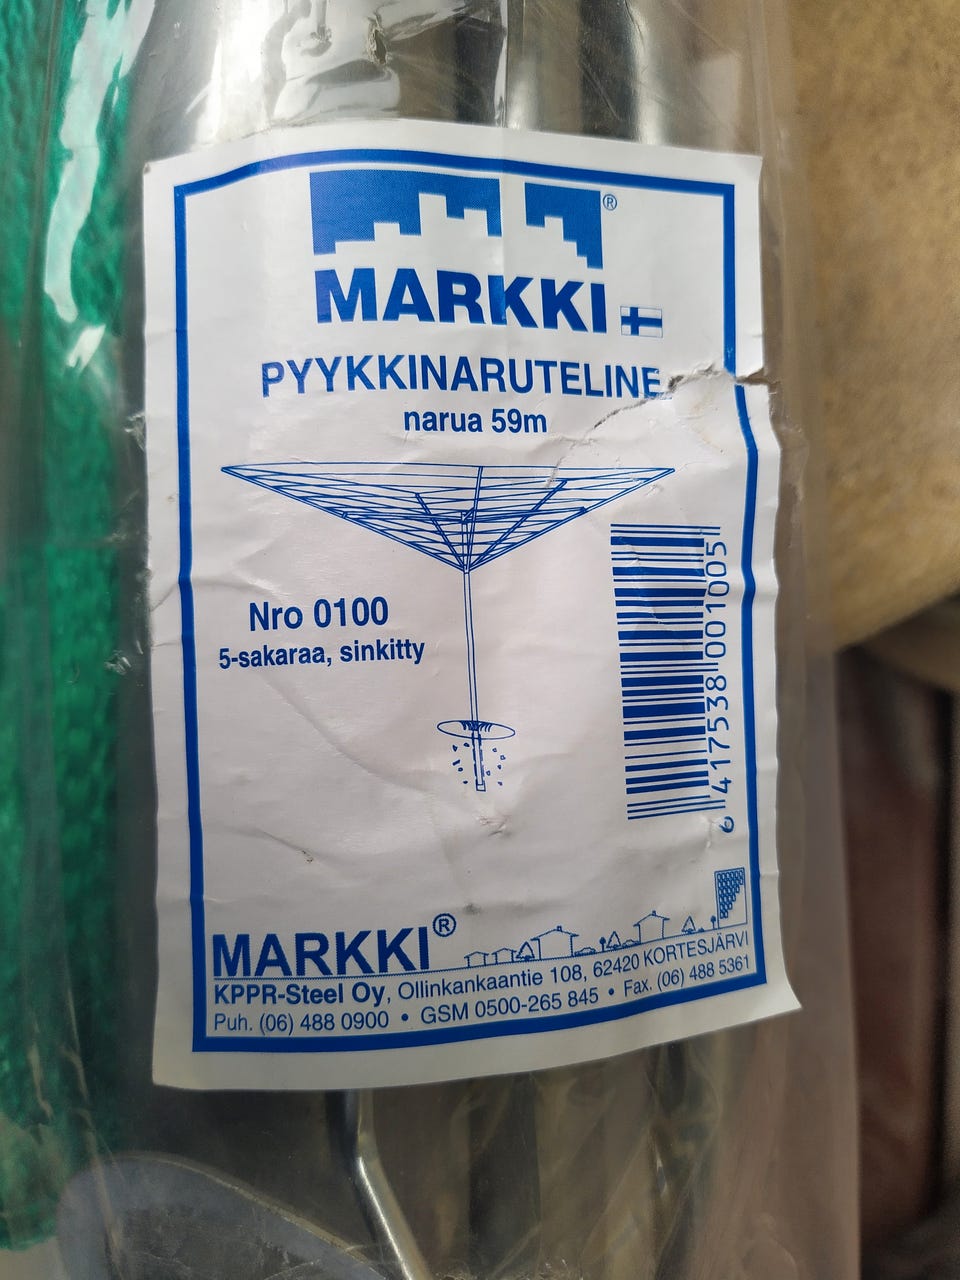 ®
MARKKI
PYYKKINARUTELINE
narua 59m
Nro 0100
5-sakaraa, sinkitty
6 417538 001005
MARKKI®
KPPR-Steel Oy, Ollinkankaantie 108, 62420 KORTESJÄRVI
Puh. (06) 488 0900 • GSM 0500-265 845 • Fax. (06) 488 5361